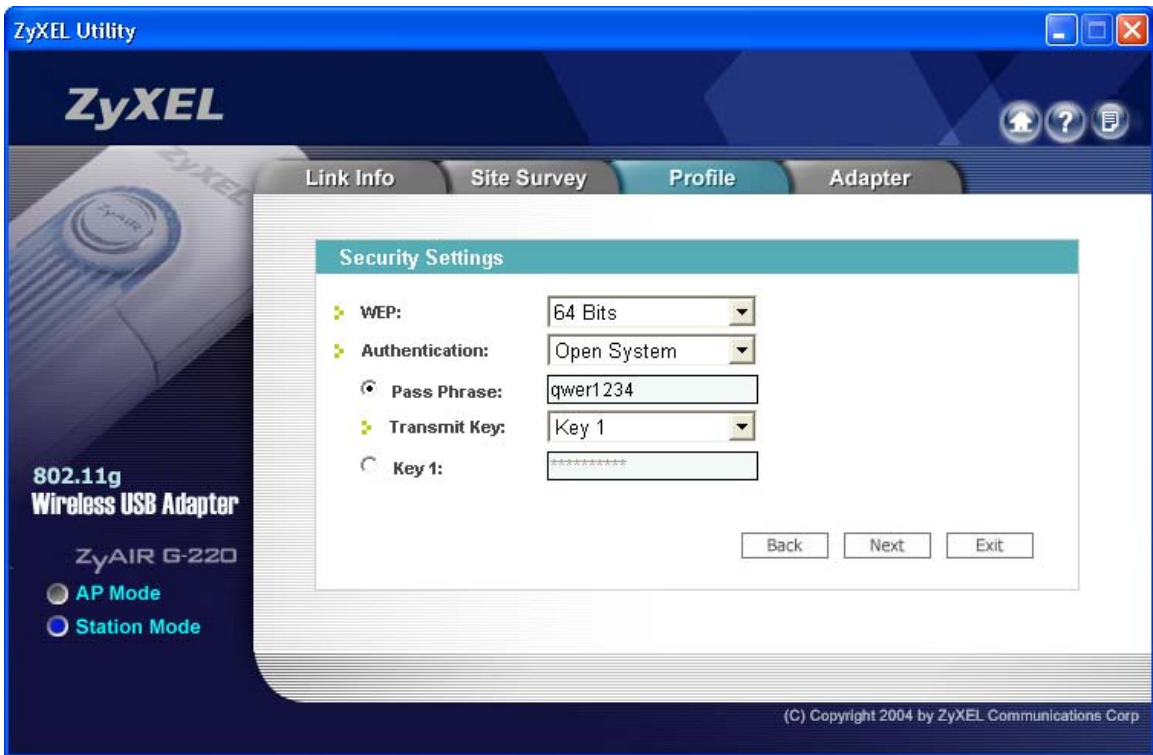 ZyXEL Utility
ZyXEL
Link Info Site Survey Profile Adapter
ZyXEL
ZyAIR
Security Settings
WEP: 64 Bits
Authentication: Open System
Pass Phrase: qwer1234
Transmit Key: Key 1
Key 1: **********
802.11g
Wireless USB Adapter
ZyAIR G-220
Back Next Exit
AP Mode
Station Mode
(C) Copyright 2004 by ZyXEL Communications Corp